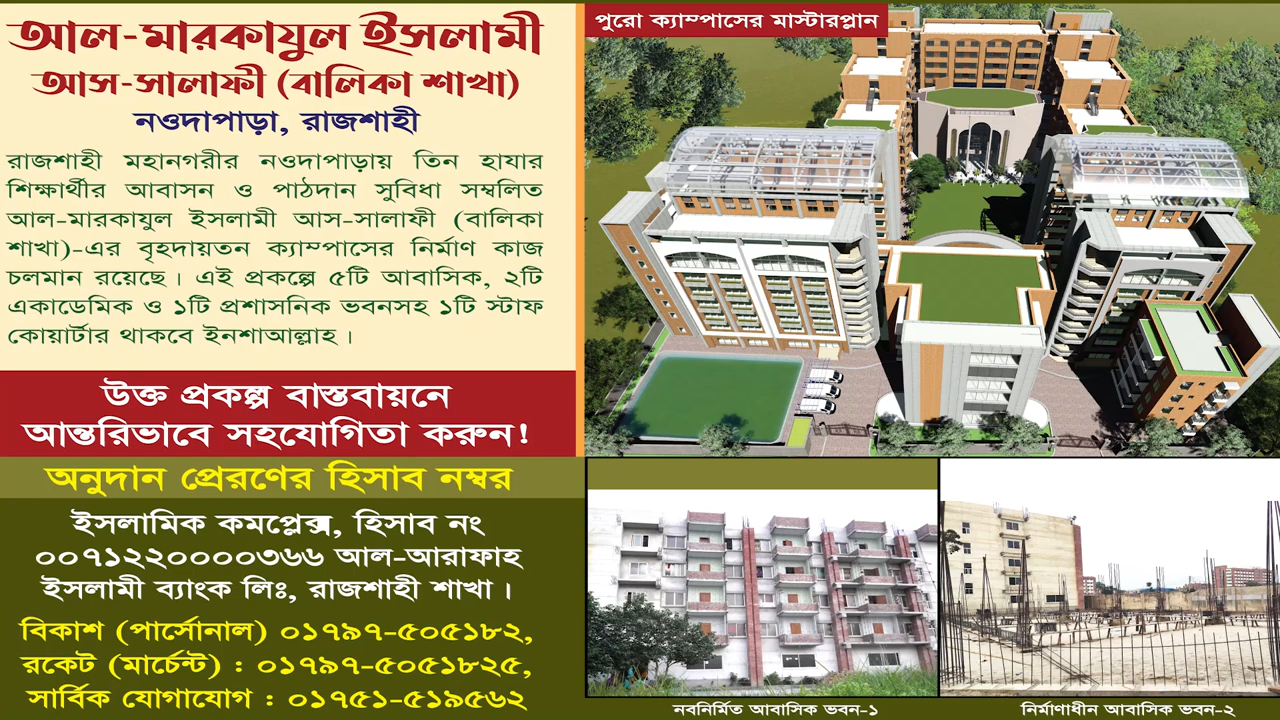 আল-মারকাযুল ইসলামী
আস-সালাফী (বালিকা শাখা)
নওদাপাড়া, রাজশাহী
রাজশাহী মহানগরীর নওদাপাড়ায় তিন হাযার
শিক্ষার্থীর আবাসন ও পাঠদান সুবিধা সম্বলিত
আল-মারকাযুল ইসলামী আস-সালাফী (বালিকা
শাখা)-এর বৃহদায়তন ক্যাম্পাসের নির্মাণ কাজ
চলমান রয়েছে। এই প্রকল্পে ৫টি আবাসিক, ২টি
একাডেমিক ও ১টি প্রশাসনিক ভবনসহ ১টি স্টাফ
কোয়ার্টার থাকবে ইনশাআল্লাহ।
উক্ত প্রকল্প বাস্তবায়নে
আন্তরিভাবে সহযোগিতা করুন!
অনুদান প্রেরণের হিসাব নম্বর
ইসলামিক কমপ্লেক্স, হিসাব নং
০০৭১২২০০০০৩৬৬ আল-আরাফাহ
ইসলামী ব্যাংক লিঃ, রাজশাহী শাখা।
বিকাশ (পার্সোনাল) ০১৭৯৭-৫০৫১৮২,
রকেট (মার্চেন্ট) : ০১৭৯৭-৫০৫১৮২৫,
সার্বিক যোগাযোগ : ০১৭৫১-৫১৯৫৬২
পুরো ক্যাম্পাসের মাস্টারপ্লান
নবনির্মিত আবাসিক ভবন-১
নির্মাণাধীন আবাসিক ভবন-২